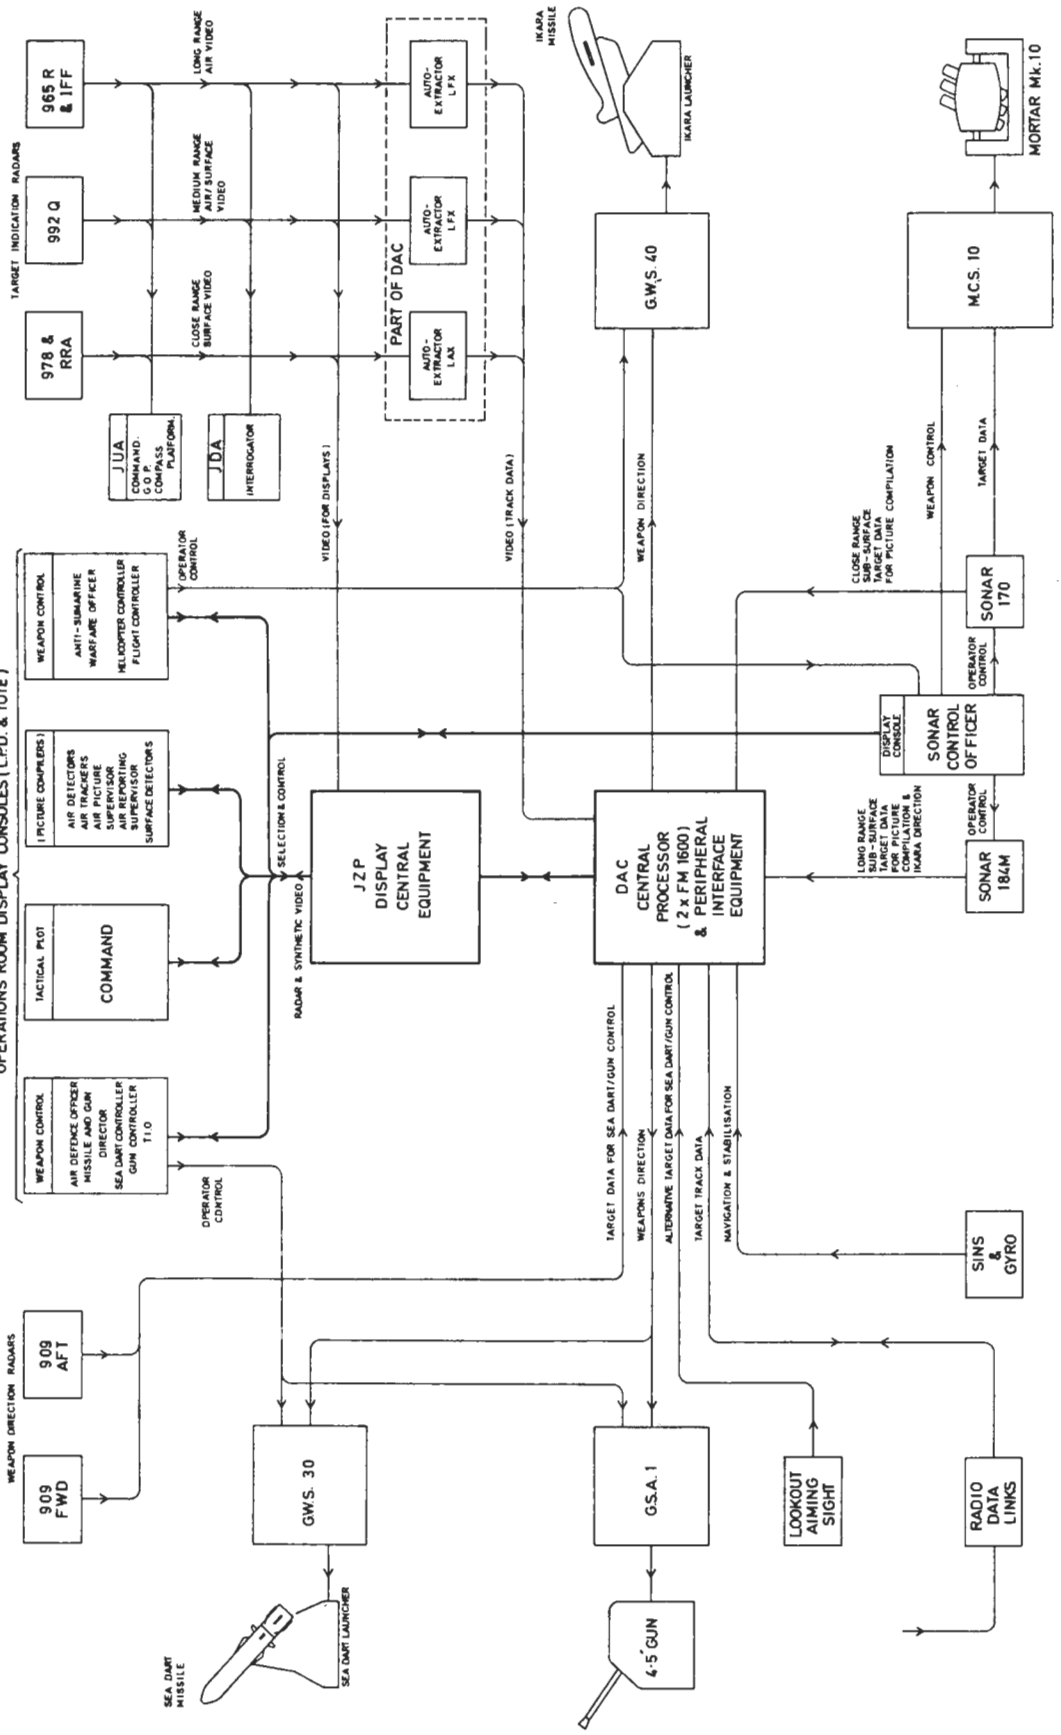 OPERATIONS ROOM DISPLAY CONSOLES (L.P.D. & TOTE)
WEAPON DIRECTION RADARS
909
FWD
909
AFT
WEAPON CONTROL
AIR DEFENCE OFFICER
MISSILE AND GUN
DIRECTOR
SEA DART CONTROLLER
GUN CONTROLLER
T I O
TACTICAL PLOT
COMMAND
(PICTURE COMPILERS)
AIR DETECTORS
AIR TRACKERS
AIR PICTURE
SUPERVISOR
AIR REPORTING
SUPERVISOR
SURFACE DETECTORS
WEAPON CONTROL
ANTI-SUMARINE
WARFARE OFFICER
HELICOPTER CONTROLLER
FLIGHT CONTROLLER
TARGET INDICATION RADARS
978 &
RRA
992 Q
965 R
& IFF
JUA
COMMAND.
G O P.
COMPASS
PLATFORM.
JDA
INTERROGATOR
CLOSE RANGE
SURFACE VIDEO
MEDIUM RANGE
AIR/SURFACE
VIDEO
LONG RANGE
AIR VIDEO
OPERATOR
CONTROL
OPERATOR
CONTROL
SELECTION & CONTROL
RADAR & SYNTHETIC VIDEO
VIDEO (FOR DISPLAYS)
VIDEO (TRACK DATA)
PART OF DAC
AUTO-
EXTRACTOR
LAX
AUTO-
EXTRACTOR
LFX
AUTO-
EXTRACTOR
LFX
SEA DART
MISSILE
SEA DART LAUNCHER
G.W.S. 30
JZP
DISPLAY
CENTRAL
EQUIPMENT
IKARA
MISSILE
IKARA LAUNCHER
G.W.S. 40
WEAPON DIRECTION
TARGET DATA FOR SEA DART/GUN CONTROL
WEAPONS DIRECTION
ALTERNATIVE TARGET DATA FOR SEA DART/GUN CONTROL
TARGET TRACK DATA
NAVIGATION & STABILISATION
4·5" GUN
G.S.A. 1
DAC
CENTRAL
PROCESSOR
(2 x FM 1600)
& PERIPHERAL
INTERFACE
EQUIPMENT
LOOKOUT
AIMING
SIGHT
RADIO
DATA
LINKS
SINS
&
GYRO
LONG RANGE
SUB-SURFACE
TARGET DATA
FOR PICTURE
COMPILATION &
IKARA DIRECTION
SONAR
184M
OPERATOR
CONTROL
DISPLAY
CONSOLE
SONAR
CONTROL
OFFICER
OPERATOR
CONTROL
SONAR
170
CLOSE RANGE
SUB-SURFACE
TARGET DATA
FOR PICTURE COMPILATION
WEAPON CONTROL
TARGET DATA
M.C.S. 10
MORTAR Mk.10